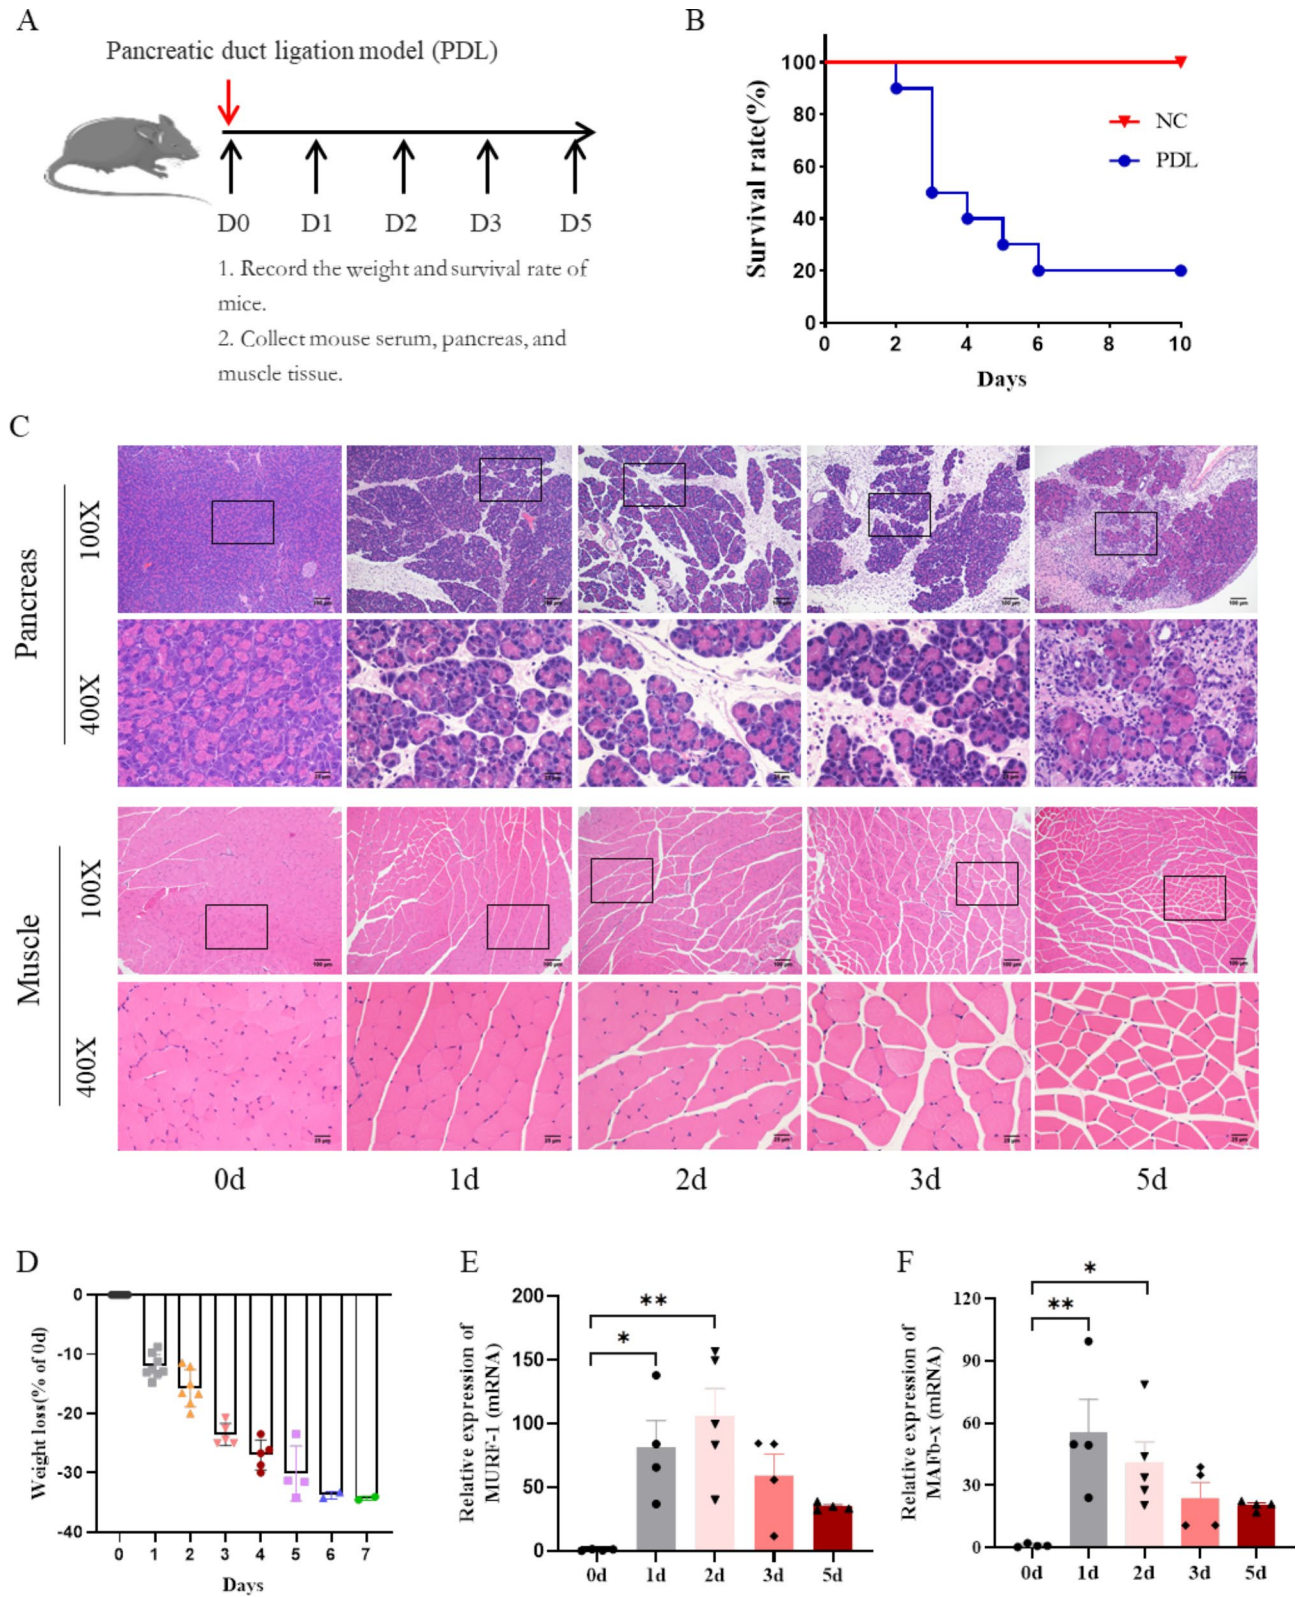 A
Pancreatic duct ligation model (PDL)
D0 D1 D2 D3 D5
1. Record the weight and survival rate of
mice.
2. Collect mouse serum, pancreas, and
muscle tissue.
B
Survival rate(%)
100
80
60
40
20
0
0 2 4 6 8 10
Days
NC
PDL
C
Pancreas
100X
400X
Muscle
100X
400X
100 μm
0d 1d 2d 3d 5d
D
Weight loss(% of 0d)
0
-10
-20
-30
-40
0 1 2 3 4 5 6 7
Days
E
Relative expression of
MURF-1 (mRNA)
200
150
100
50
0
**
*
0d 1d 2d 3d 5d
F
Relative expression of
MAFb-x (mRNA)
120
90
60
30
0
*
**
0d 1d 2d 3d 5d